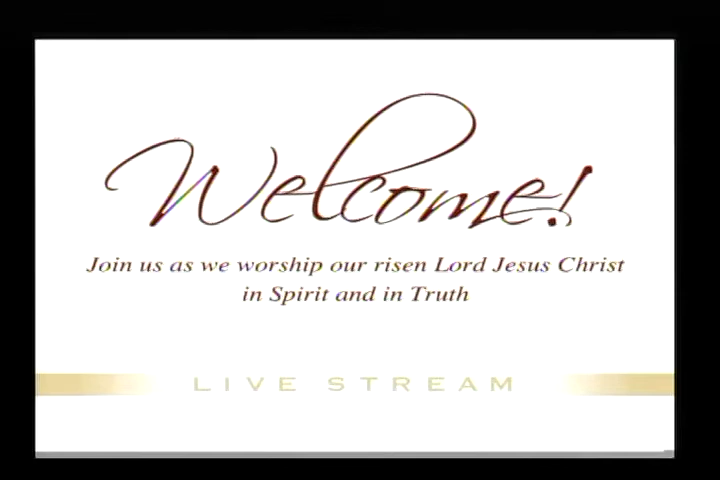 Welcome!
Join us as we worship our risen Lord Jesus Christ
in Spirit and in Truth
LIVE STREAM